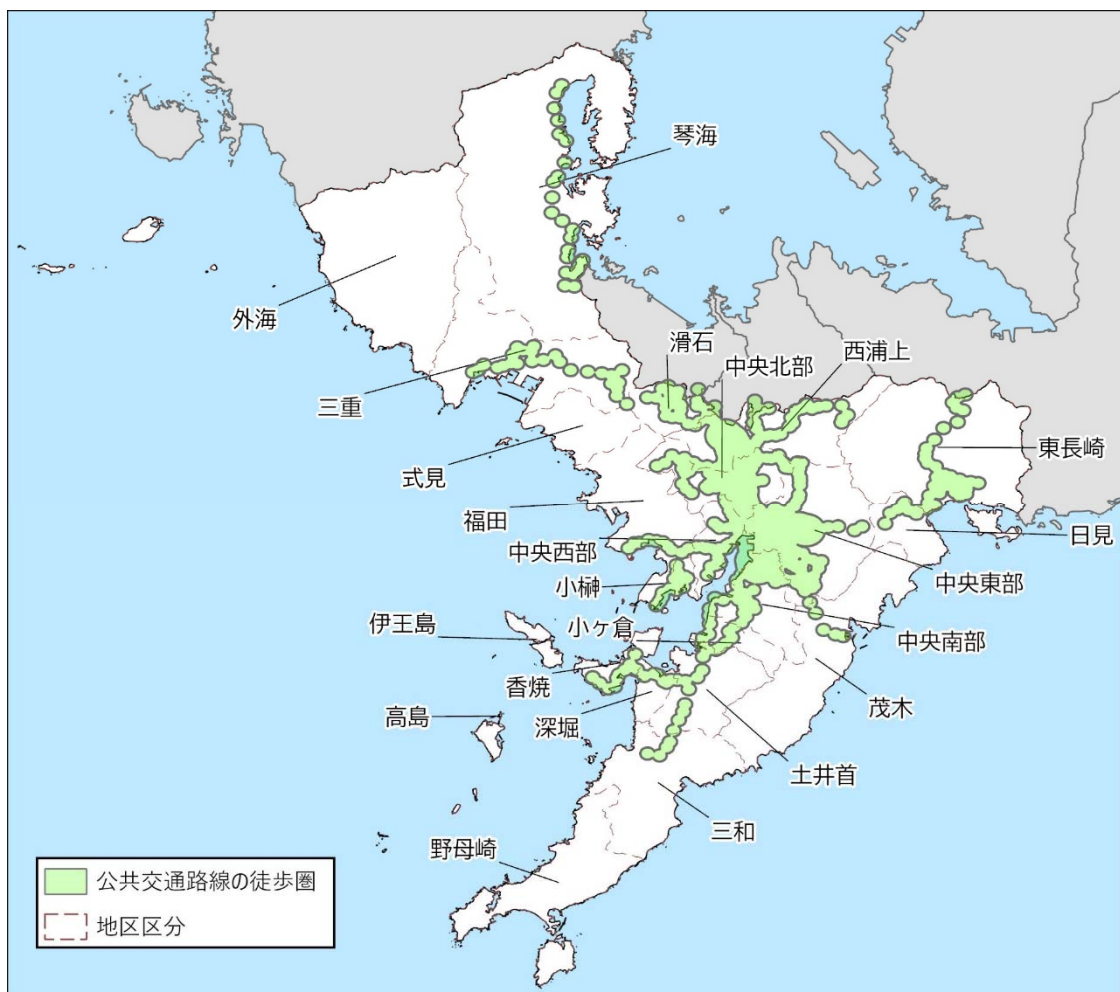 琴海
外海
滑石
中央北部
西浦上
三重
東長崎
式見
福田
日見
中央西部
中央東部
小榊
伊王島
小ヶ倉
中央南部
香焼
茂木
高島
深堀
土井首
三和
野母崎
公共交通路線の徒歩圏
地区区分